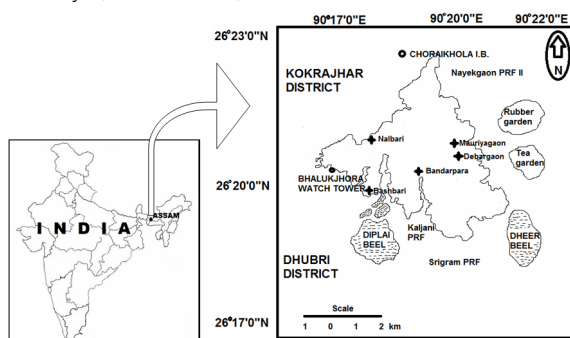 90°17'0"E 90°20'0"E 90°22'0"E
26°23'0"N
CHORAIKHOLA I.B.
N
KOKRAJHAR
DISTRICT
Nayekgaon PRF II
Rubber
garden
Nalbari
Mauriyagaon
Debargaon
Tea
garden
26°20'0"N
BHALUKJHORA
WATCH TOWER
Bandarpara
Bashbari
ASSAM
INDIA
DIPLAI
BEEL
Kaljani
PRF
DHEER
BEEL
DHUBRI
DISTRICT
Srigram PRF
Scale
1 0 1 2 km
26°17'0"N